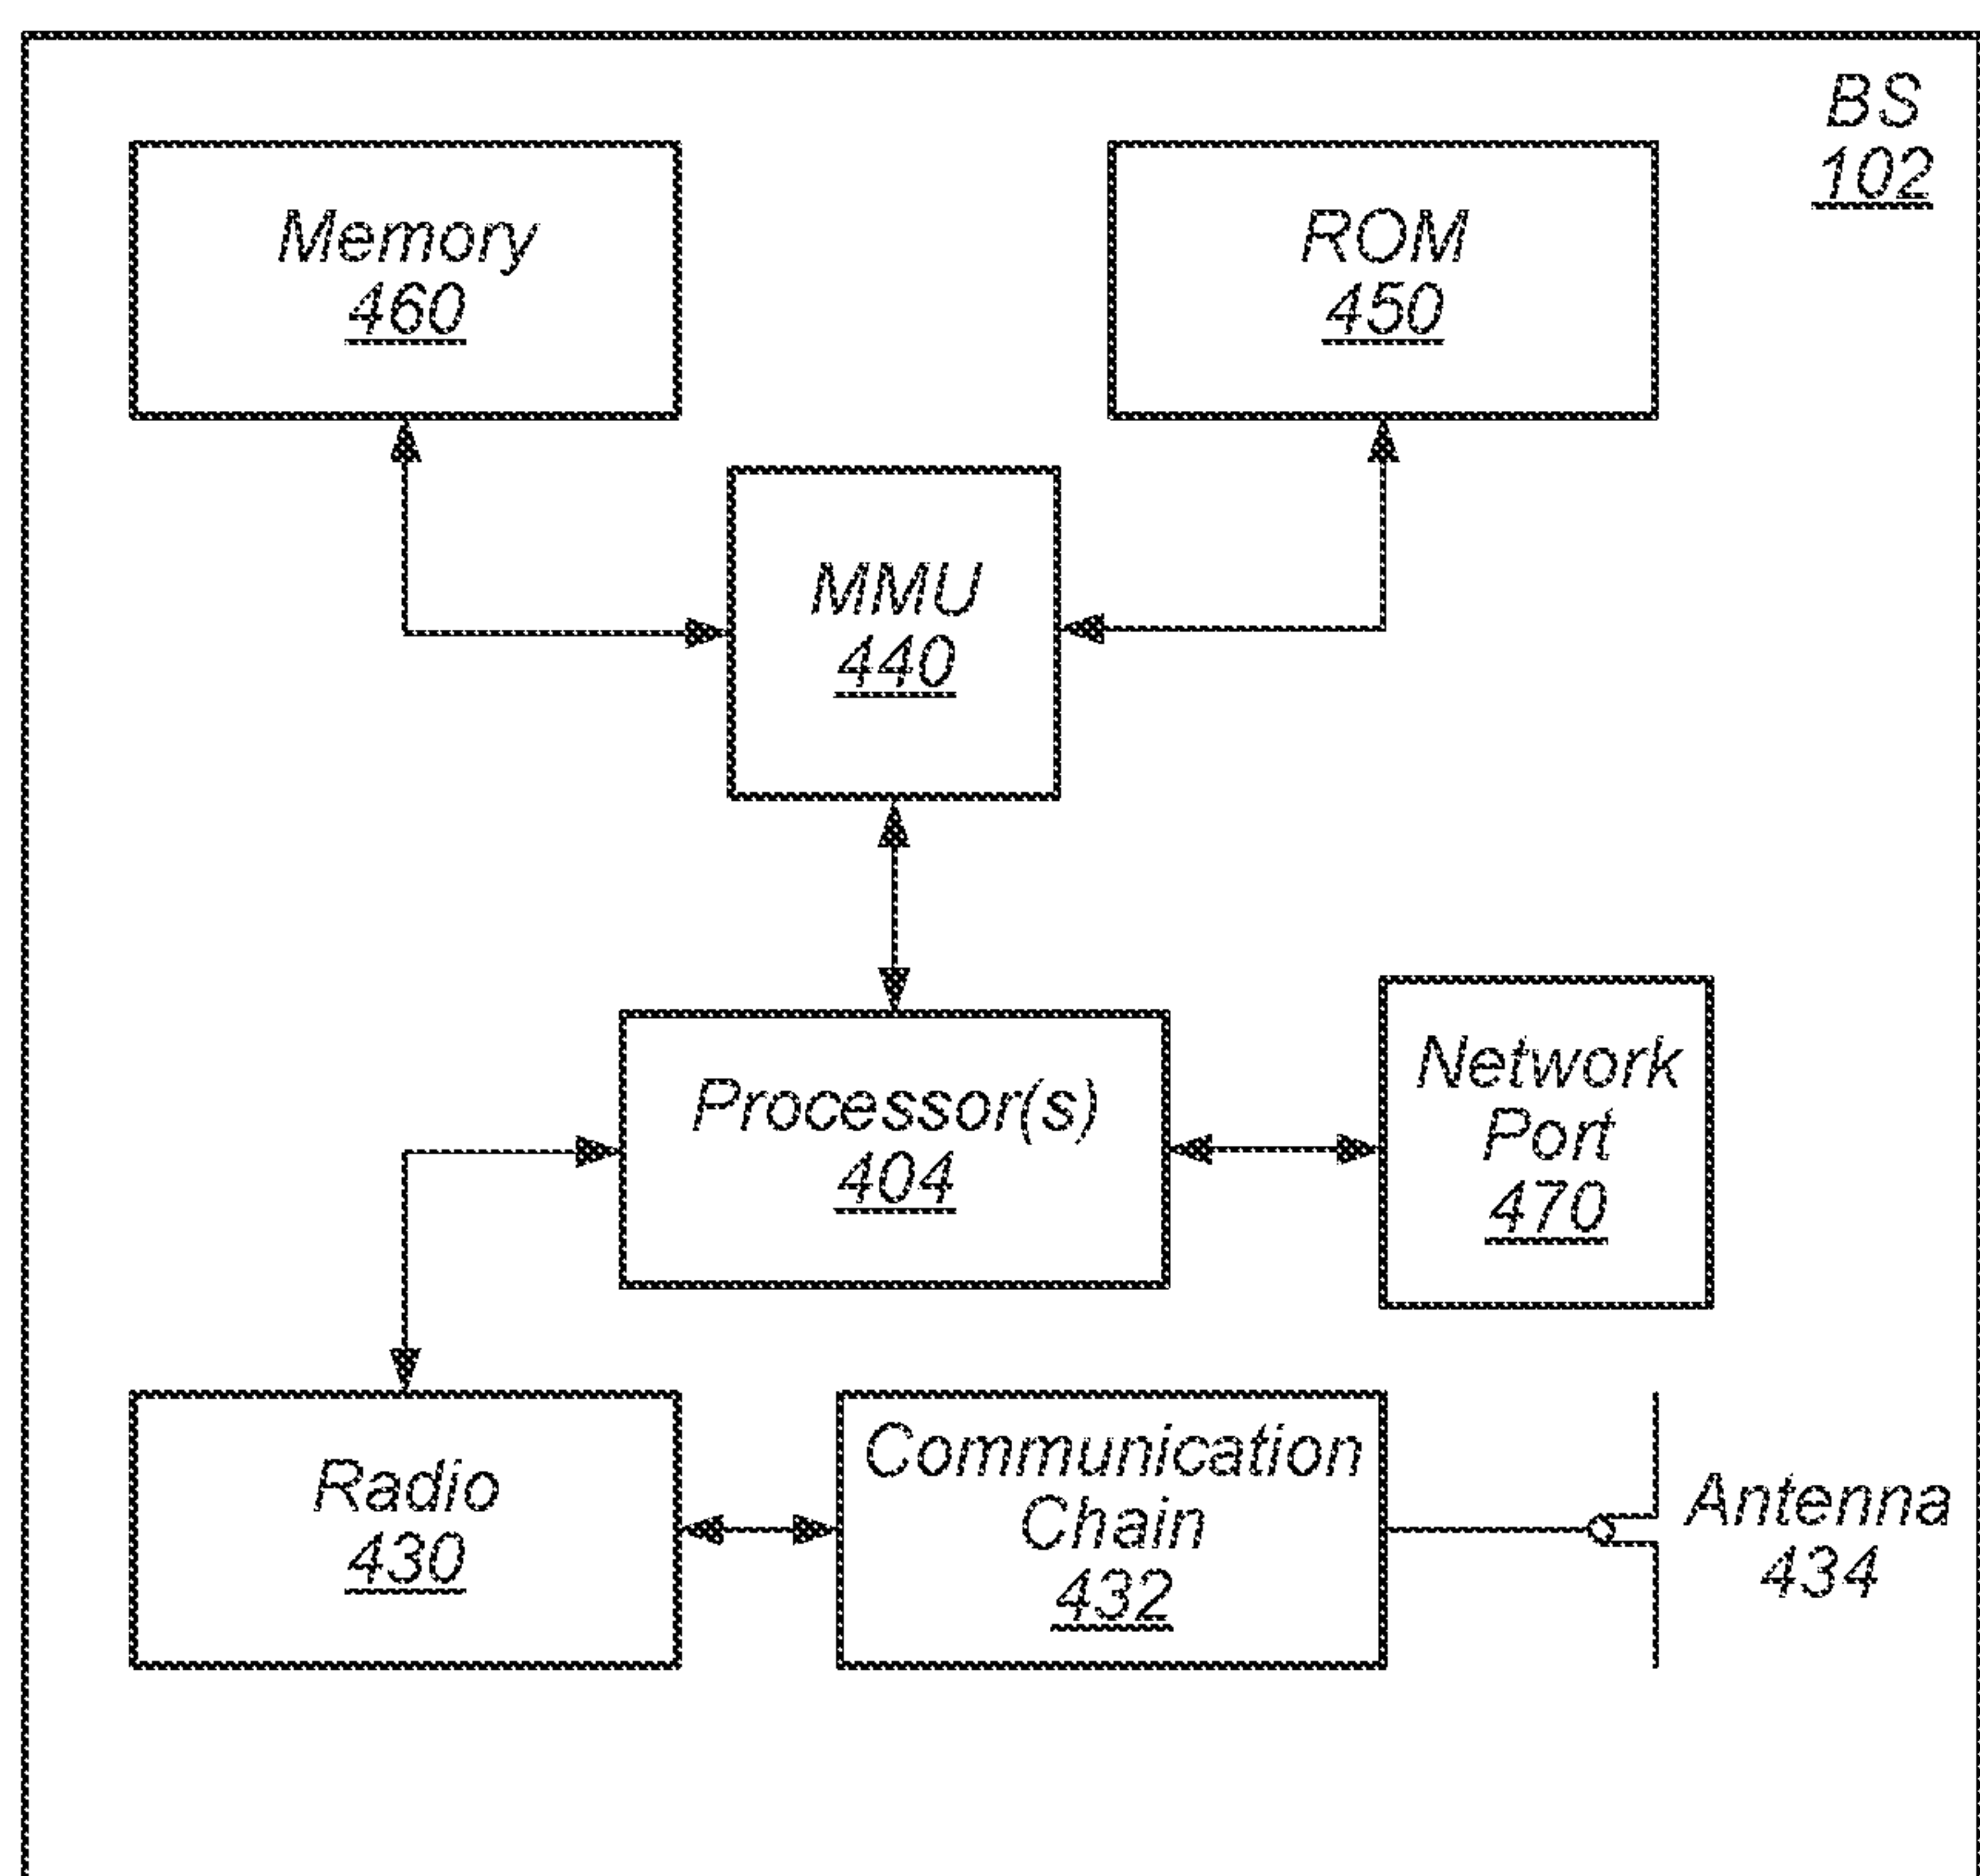 BS
102
Memory
460
ROM
450
MMU
440
Processor(s)
404
Network
Port
470
Radio
430
Communication
Chain
432
Antenna
434